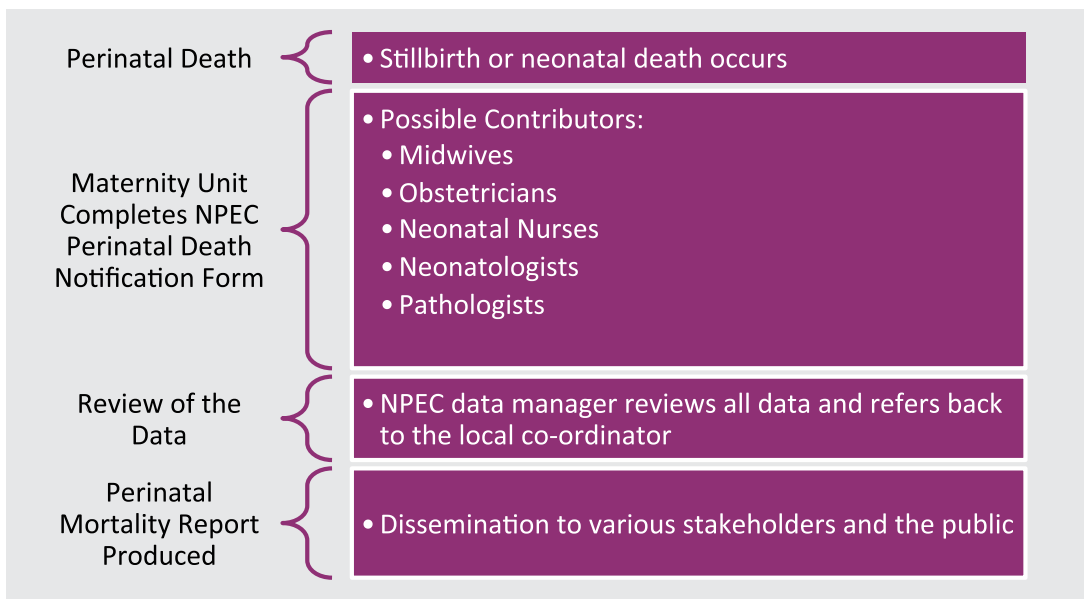 Perinatal Death
• Stillbirth or neonatal death occurs
Maternity Unit
Completes NPEC
Perinatal Death
Notification Form
• Possible Contributors:
• Midwives
• Obstetricians
• Neonatal Nurses
• Neonatologists
• Pathologists
Review of the
Data
• NPEC data manager reviews all data and refers back
to the local co-ordinator
Perinatal
Mortality Report
Produced
• Dissemination to various stakeholders and the public